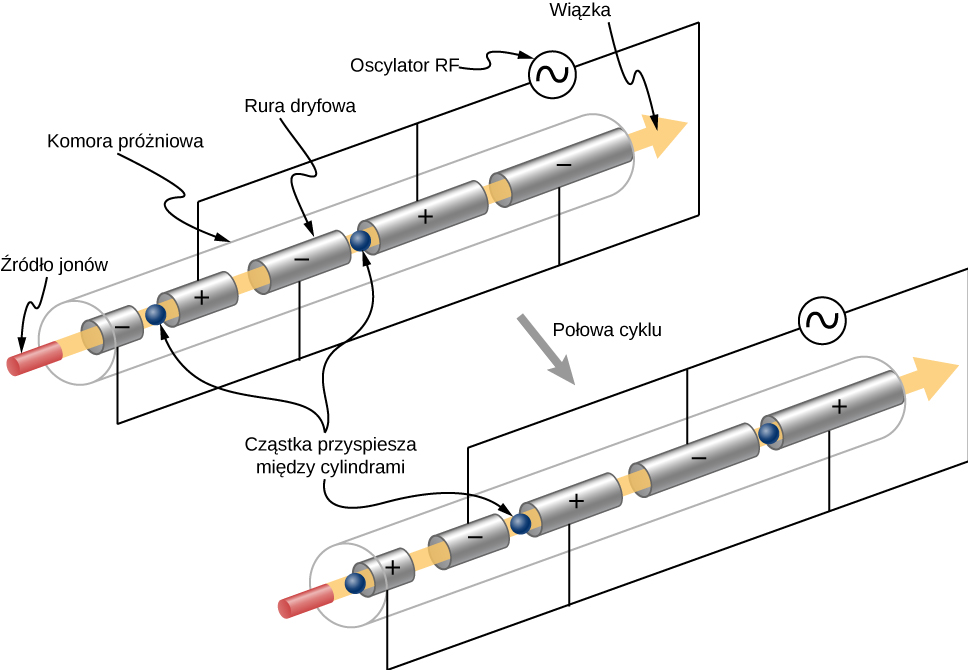 Wiązka
Oscylator RF
Rura dryfowa
Komora próżniowa
Źródło jonów
− + − + −
Połowa cyklu
Cząstka przyspiesza
między cylindrami
+ − + − +